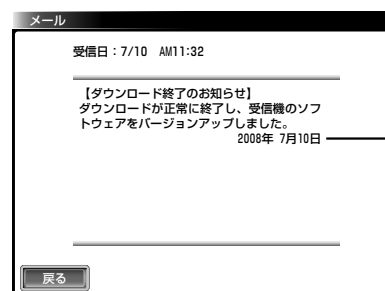 メール
受信日:7/10 AM11:32
【ダウンロード終了のお知らせ】
ダウンロードが正常に終了し、受信機のソフ
トウェアをバージョンアップしました。
2008年 7月10日
戻る